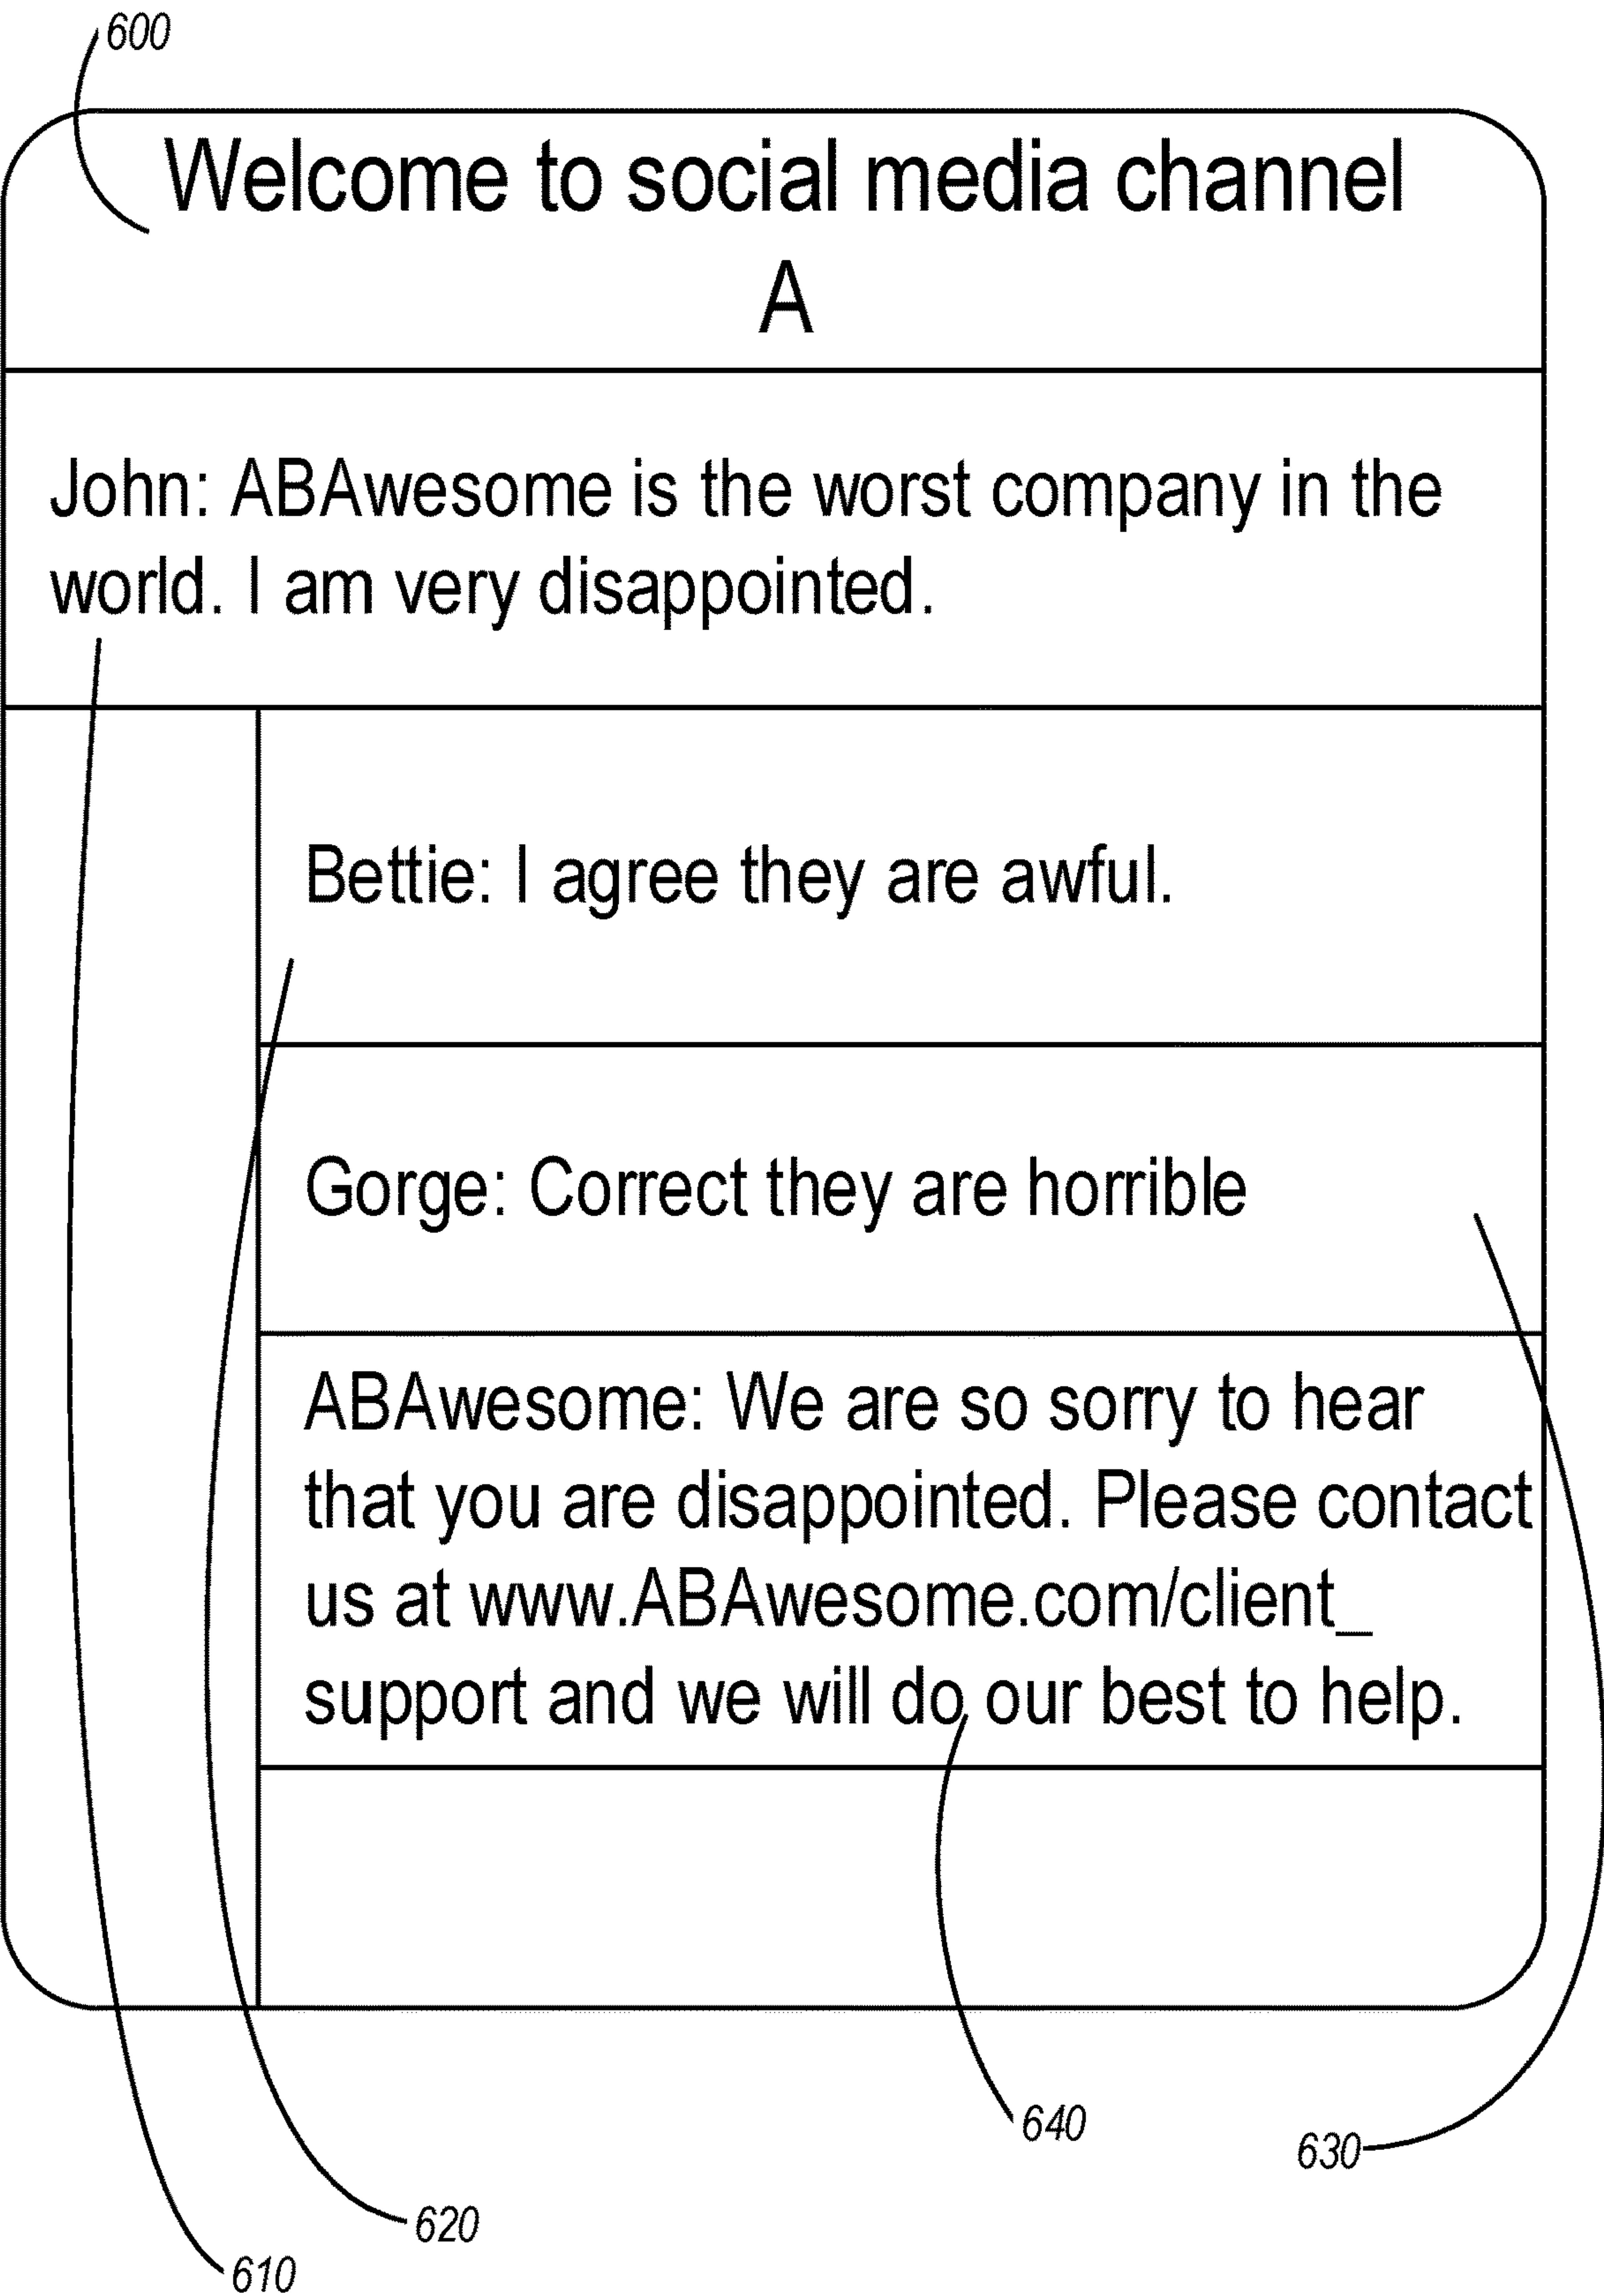 600
Welcome to social media channel
A
John: ABAwesome is the worst company in the
world. I am very disappointed.
Bettie: I agree they are awful.
Gorge: Correct they are horrible
ABAwesome: We are so sorry to hear
that you are disappointed. Please contact
us at www.ABAwesome.com/client_
support and we will do our best to help.
640
630
620
610